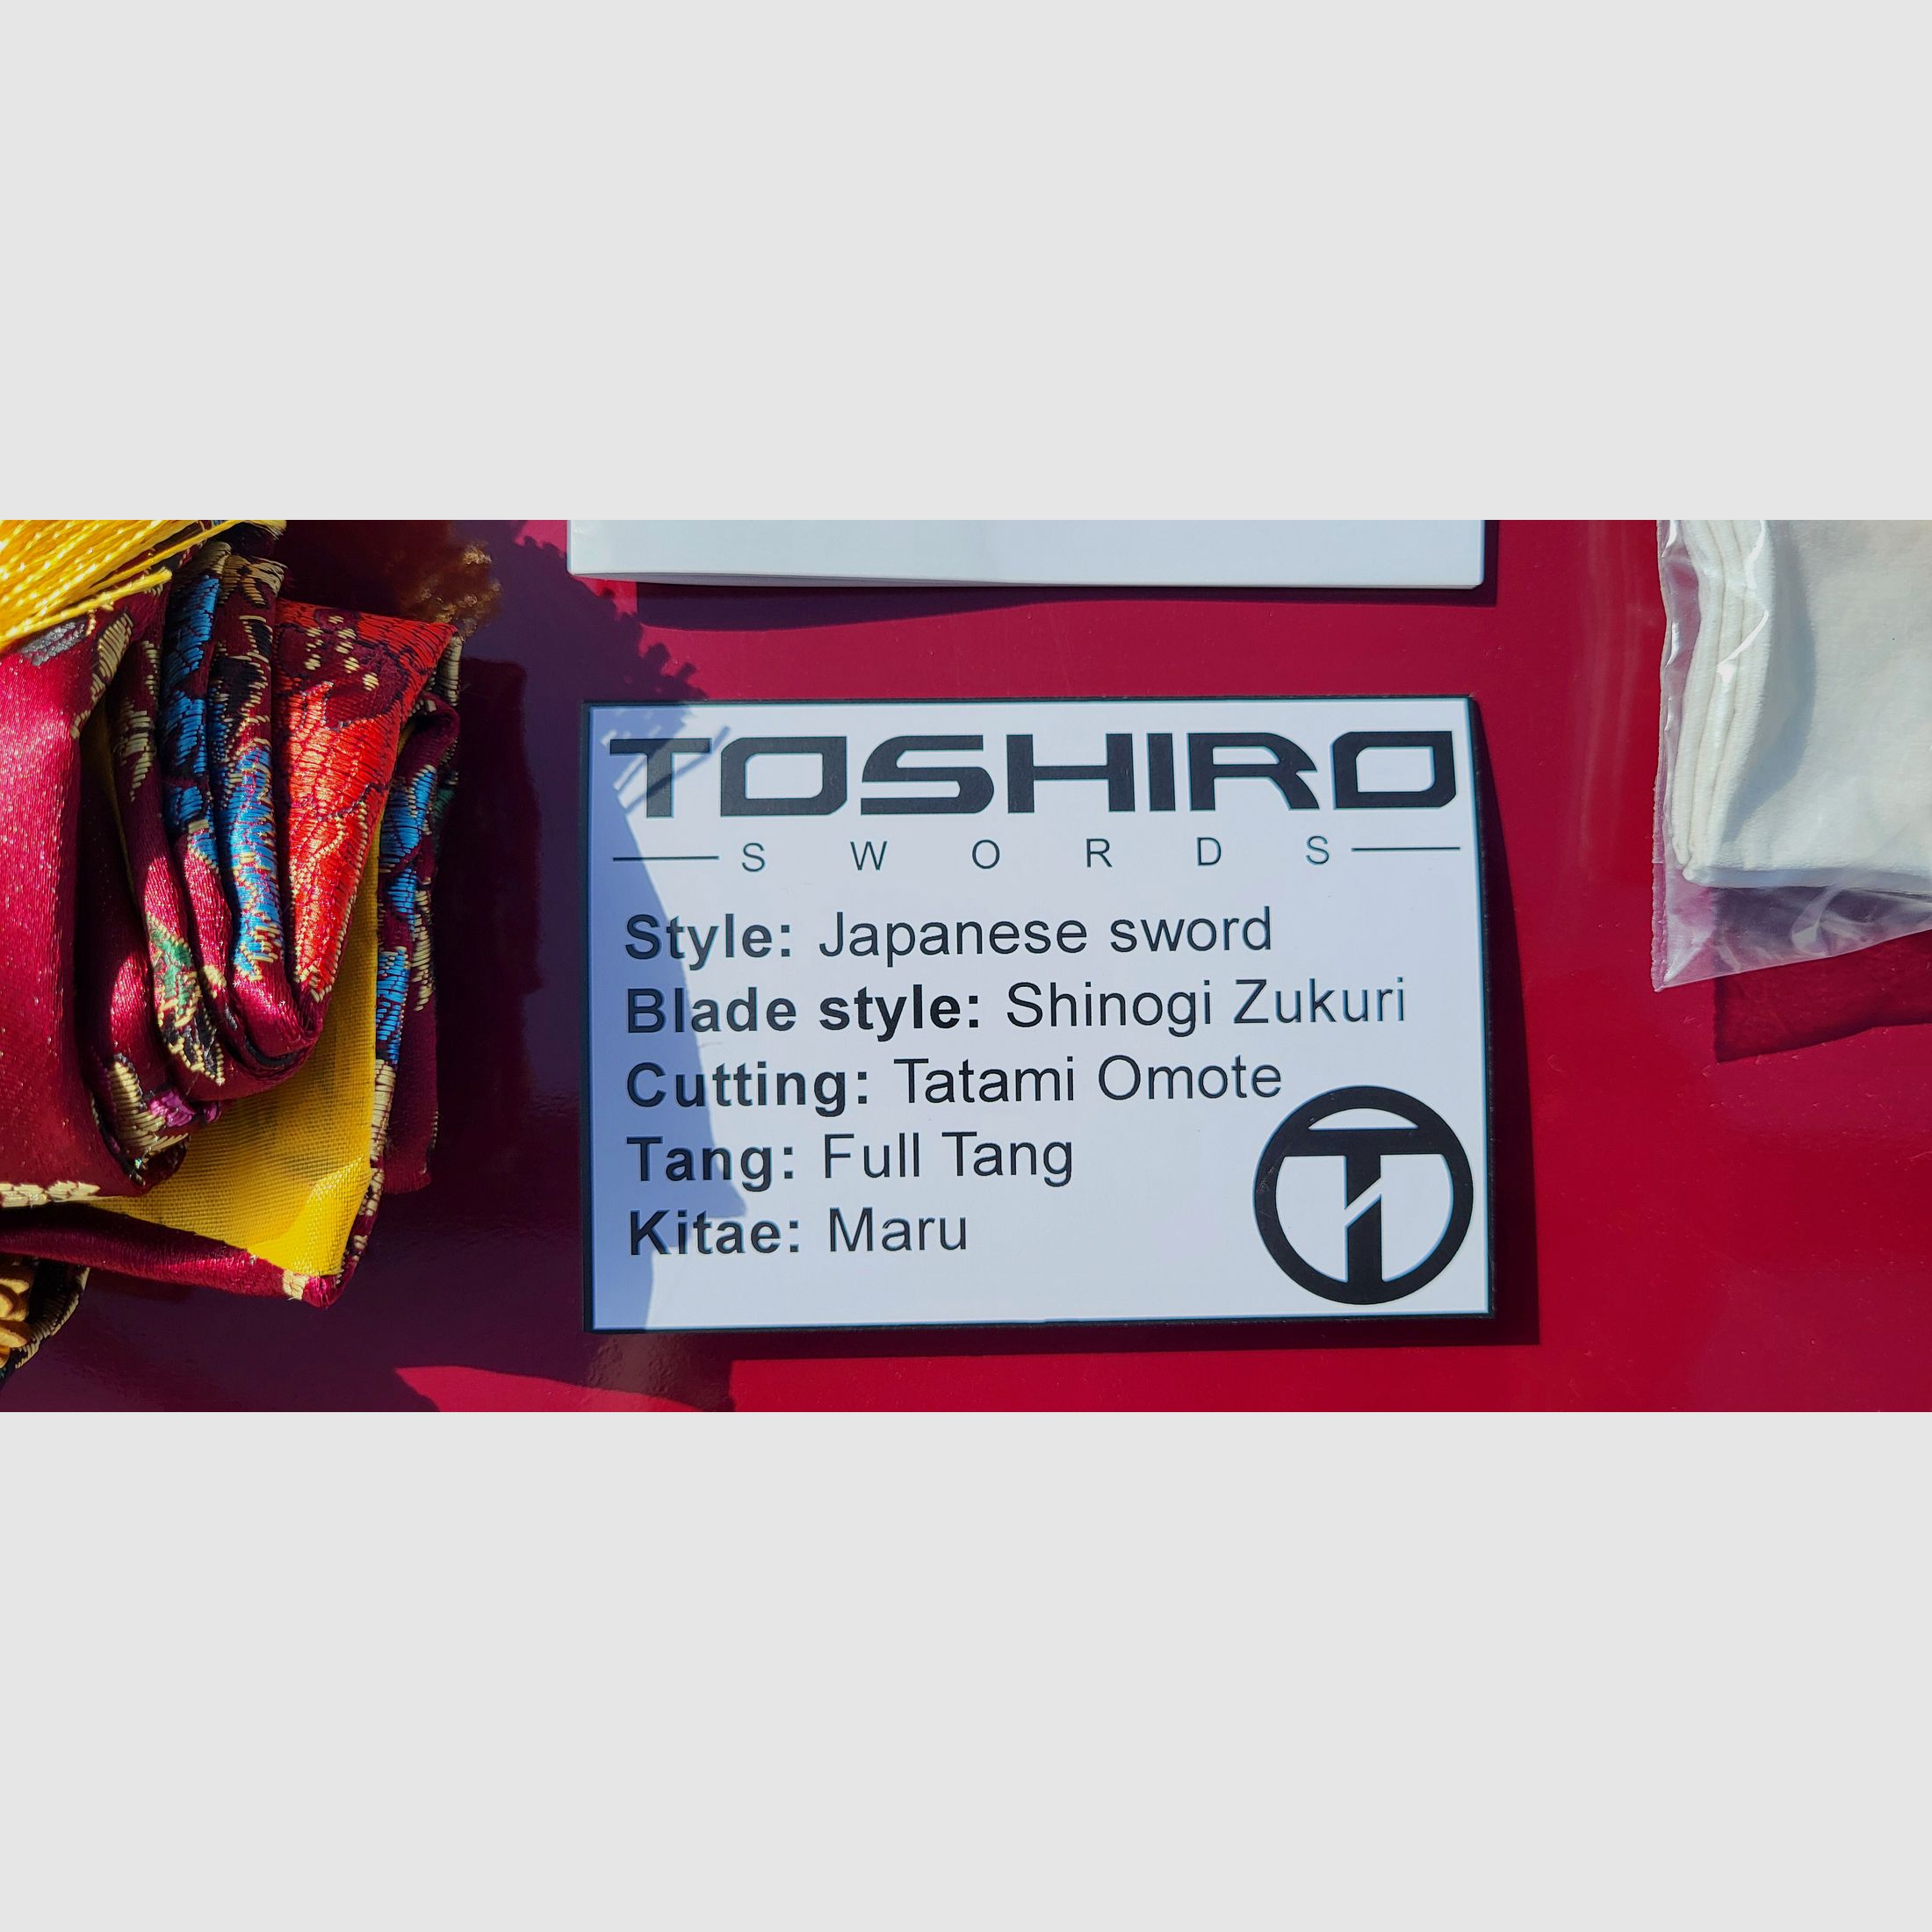 TOSHIRO
SWORDS
Style: Japanese sword
Blade style: Shinogi Zukuri
Cutting: Tatami Omote
Tang: Full Tang
Kitae: Maru